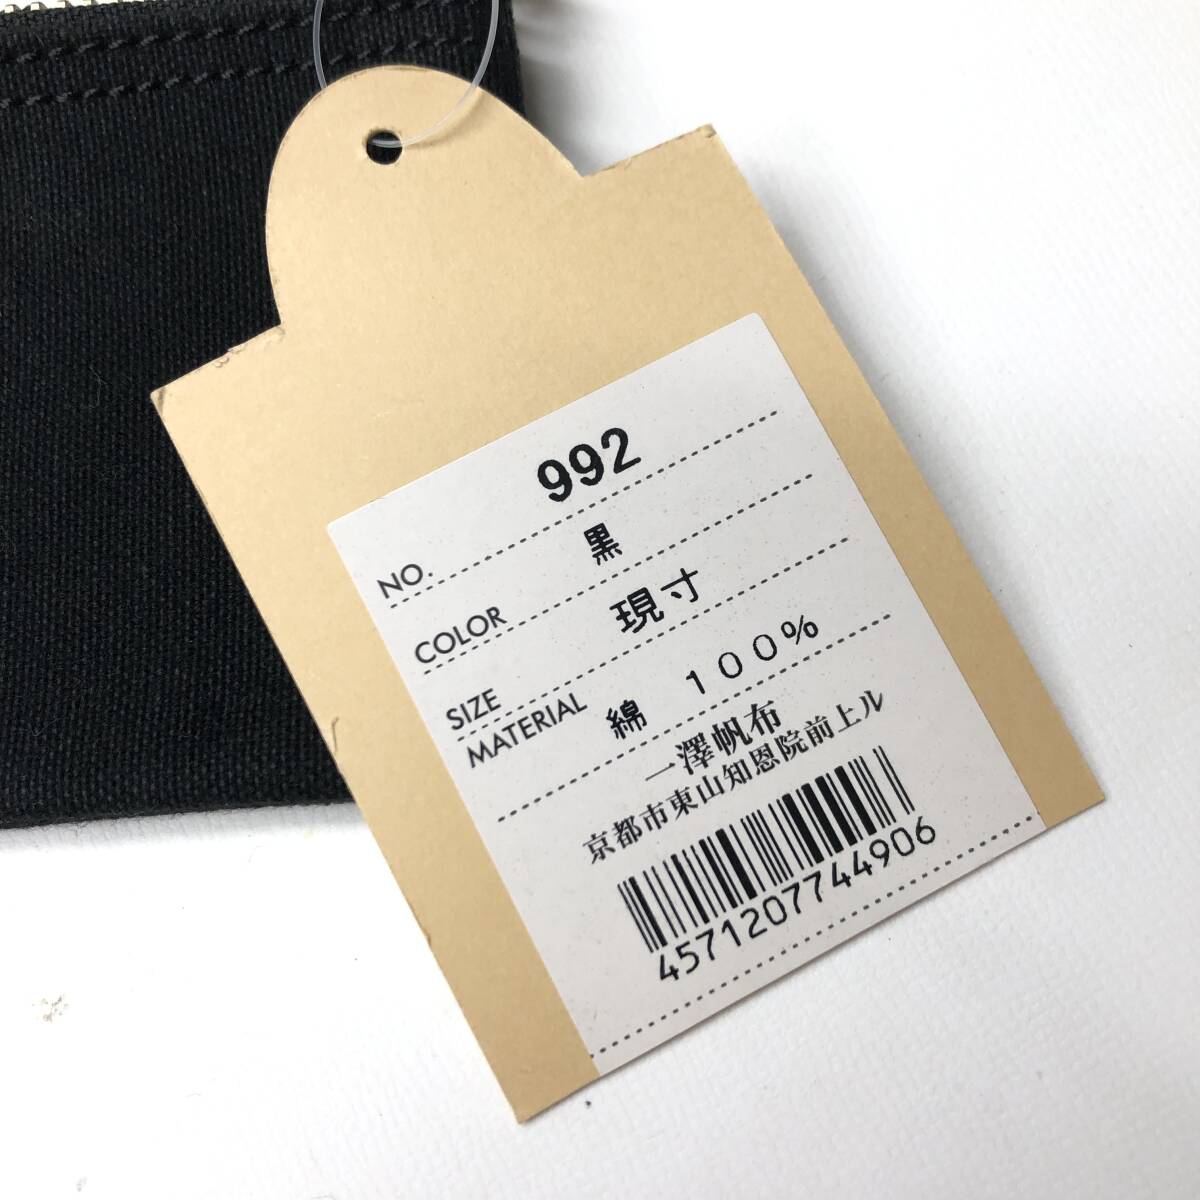 NO. 992
COLOR 黒
SIZE 現寸
MATERIAL 綿 100%
一澤帆布
京都市東山知恩院前上ル
4571207744906